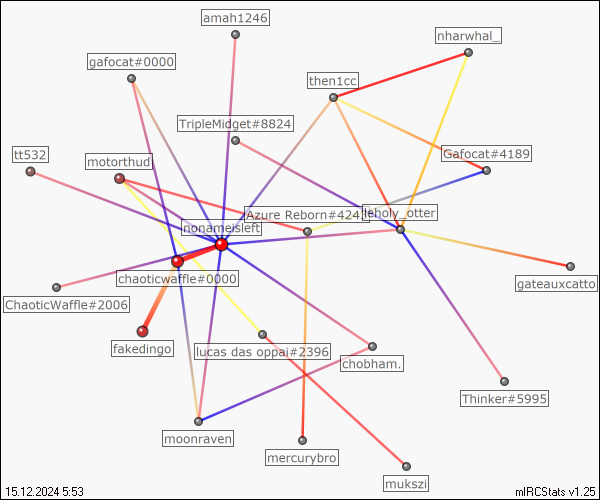 amah1246
nharwhal_
gafocat#0000
then1cc
TripleMidget#8824
tt532
Gafocat#4189
motorthud
Azure Reborn#424
leholy_otter
nonameisleft
chaoticwaffle#0000
gateauxcatto
ChaoticWaffle#2006
fakedingo
lucas das oppai#2396
chobham.
Thinker#5995
moonraven
mercurybro
mukszi
15.12.2024 5:53
mIRCStats v1.25